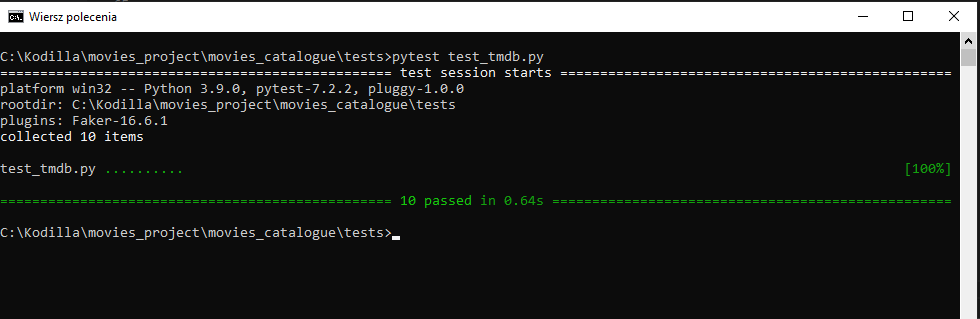 Wiersz polecenia
C:\Kodilla\movies_project\movies_catalogue\tests>pytest test_tmdb.py
================================================= test session starts =================================================
platform win32 -- Python 3.9.0, pytest-7.2.2, pluggy-1.0.0
rootdir: C:\Kodilla\movies_project\movies_catalogue\tests
plugins: Faker-16.6.1
collected 10 items
test_tmdb.py .......... [100%]
================================================= 10 passed in 0.64s ==================================================
C:\Kodilla\movies_project\movies_catalogue\tests>